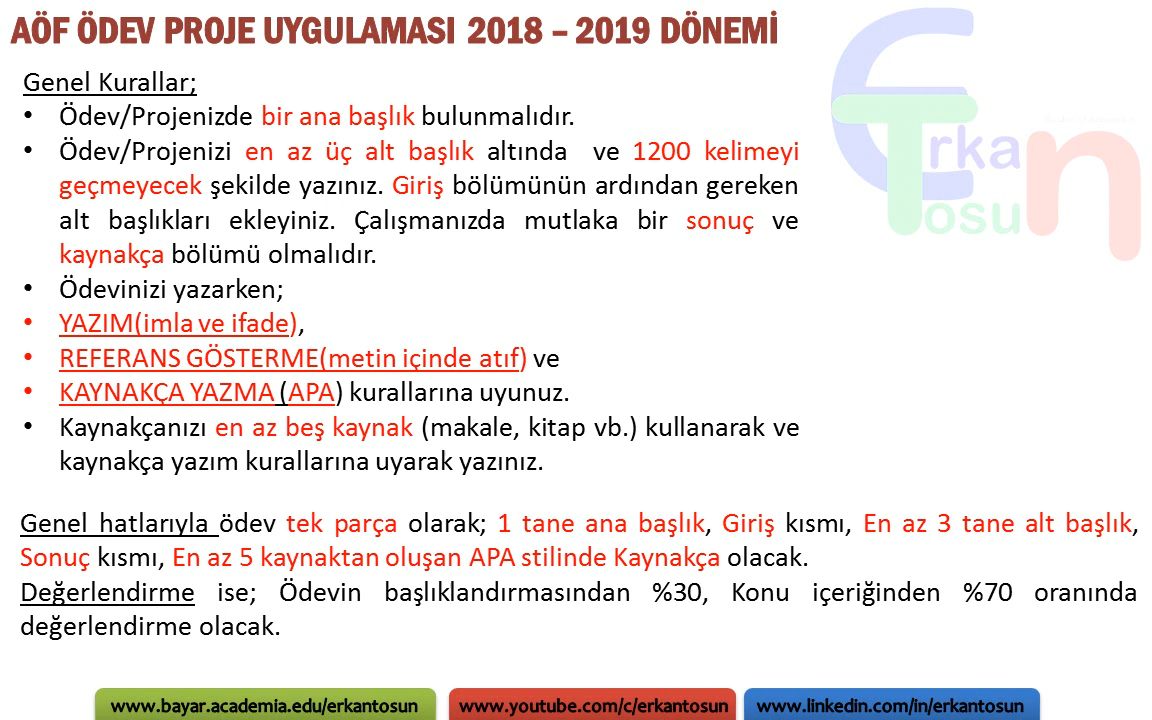 AÖF ÖDEV PROJE UYGULAMASI 2018 – 2019 DÖNEMİ
Genel Kurallar;
• Ödev/Projenizde bir ana başlık bulunmalıdır.
• Ödev/Projenizi en az üç alt başlık altında ve 1200 kelimeyi
geçmeyecek şekilde yazınız. Giriş bölümünün ardından gereken
alt başlıkları ekleyiniz. Çalışmanızda mutlaka bir sonuç ve
kaynakça bölümü olmalıdır.
• Ödevinizi yazarken;
• YAZIM(imla ve ifade),
• REFERANS GÖSTERME(metin içinde atıf) ve
• KAYNAKÇA YAZMA (APA) kurallarına uyunuz.
• Kaynakçanızı en az beş kaynak (makale, kitap vb.) kullanarak ve
kaynakça yazım kurallarına uyarak yazınız.
Genel hatlarıyla ödev tek parça olarak; 1 tane ana başlık, Giriş kısmı, En az 3 tane alt başlık,
Sonuç kısmı, En az 5 kaynaktan oluşan APA stilinde Kaynakça olacak.
Değerlendirme ise; Ödevin başlıklandırmasından %30, Konu içeriğinden %70 oranında
değerlendirme olacak.
Erkan
Tosun
www.bayar.academia.edu/erkantosun
www.youtube.com/c/erkantosun
www.linkedin.com/in/erkantosun